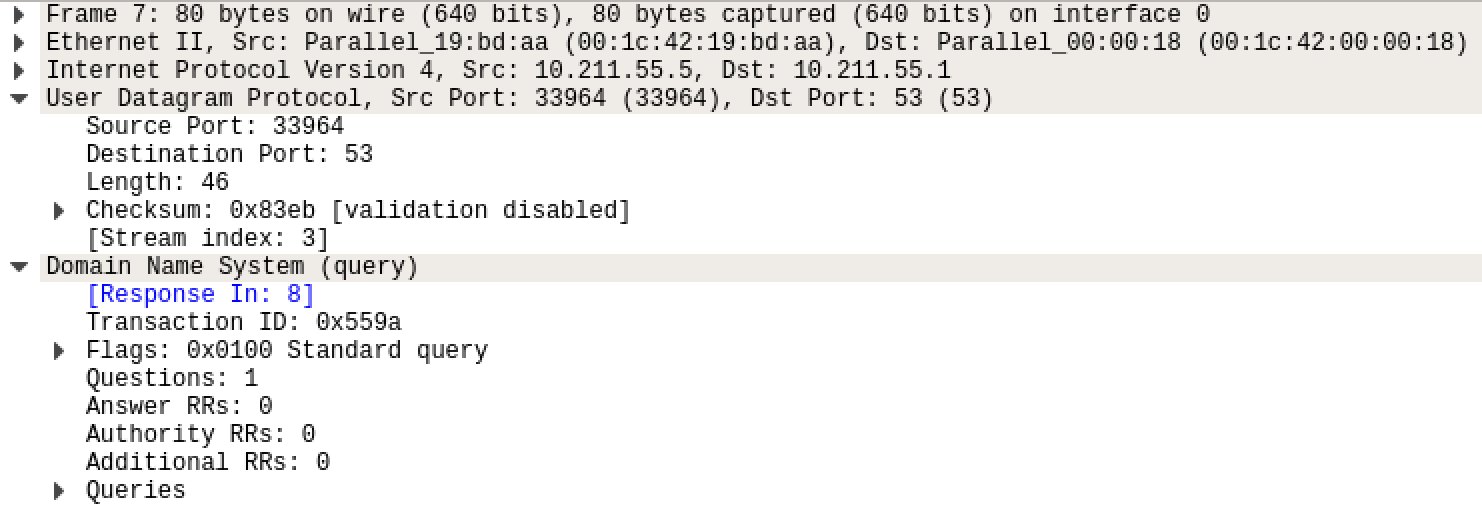 Frame 7: 80 bytes on wire (640 bits), 80 bytes captured (640 bits) on interface 0
Ethernet II, Src: Parallel_19:bd:aa (00:1c:42:19:bd:aa), Dst: Parallel_00:00:18 (00:1c:42:00:00:18)
Internet Protocol Version 4, Src: 10.211.55.5, Dst: 10.211.55.1
User Datagram Protocol, Src Port: 33964 (33964), Dst Port: 53 (53)
Source Port: 33964
Destination Port: 53
Length: 46
Checksum: 0x83eb [validation disabled]
[Stream index: 3]
Domain Name System (query)
[Response In: 8]
Transaction ID: 0x559a
Flags: 0x0100 Standard query
Questions: 1
Answer RRs: 0
Authority RRs: 0
Additional RRs: 0
Queries